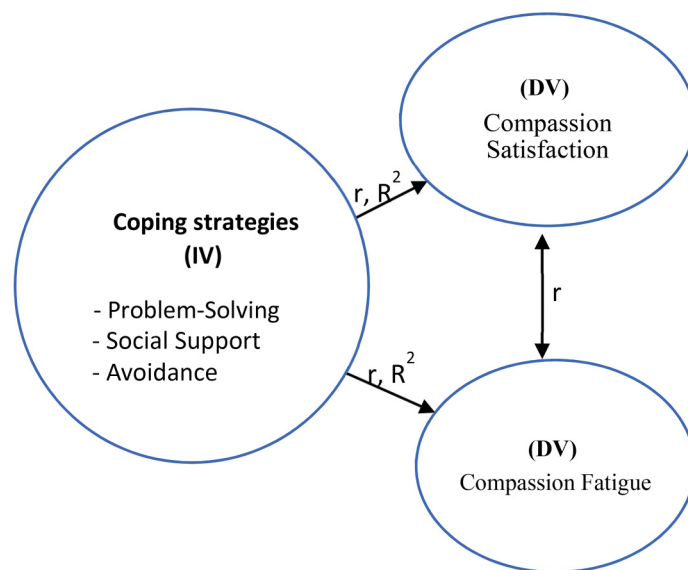 (DV)
Compassion
Satisfaction
r, R²
Coping strategies
(IV)
- Problem-Solving
- Social Support
- Avoidance
r
r, R²
(DV)
Compassion Fatigue